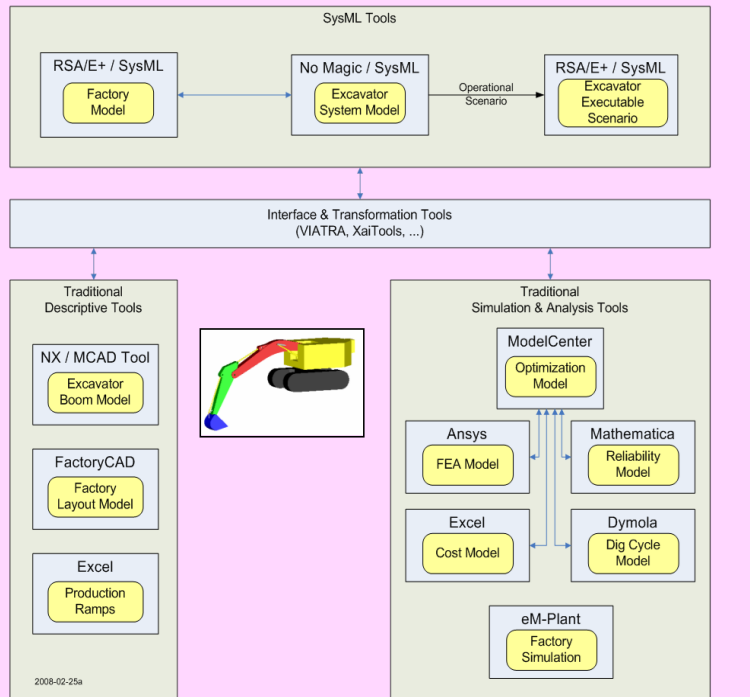 SysML Tools
RSA/E+ / SysML
Factory
Model
No Magic / SysML
Excavator
System Model
Operational
Scenario
RSA/E+ / SysML
Excavator
Executable
Scenario
Interface & Transformation Tools
(VIATRA, XaiTools, ...)
Traditional
Descriptive Tools
NX / MCAD Tool
Excavator
Boom Model
FactoryCAD
Factory
Layout Model
Excel
Production
Ramps
2008-02-25a
Traditional
Simulation & Analysis Tools
ModelCenter
Optimization
Model
Ansys
FEA Model
Mathematica
Reliability
Model
Excel
Cost Model
Dymola
Dig Cycle
Model
eM-Plant
Factory
Simulation